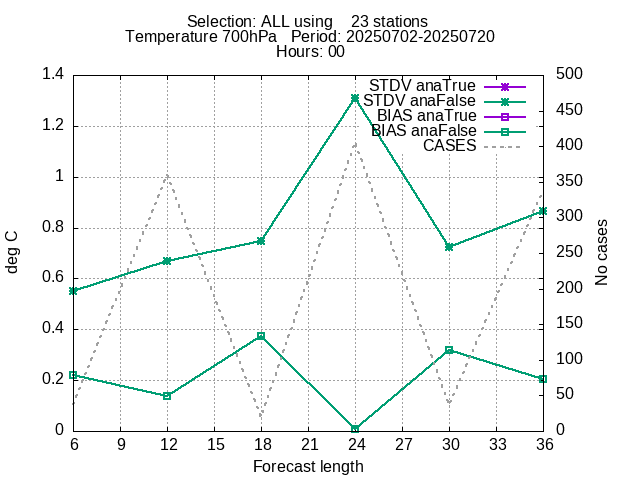 Selection: ALL using    23 stations
Temperature 700hPa   Period: 20250702-20250720
Hours: 00
STDV anaTrue
STDV anaFalse
BIAS anaTrue
BIAS anaFalse
CASES
deg C
1.4
1.2
1
0.8
0.6
0.4
0.2
0
500
450
400
350
300
250
200
150
100
50
0
No cases
6 9 12 15 18 21 24 27 30 33 36
Forecast length